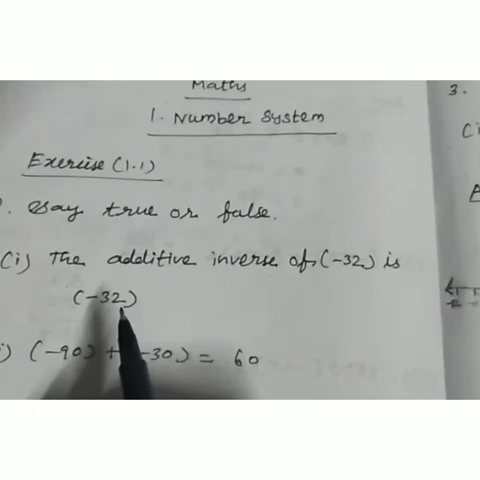 Maths
1. Number System
Exercise (1.1)
. Say true or false.
(i) The additive inverse of (-32) is
(-32)
i) (-90) + -30) = 60
3.